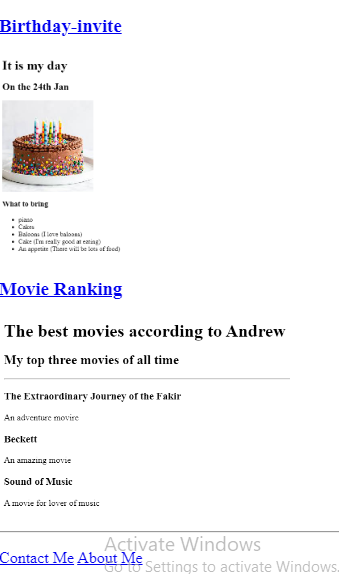 Birthday-invite
It is my day
On the 24th Jan
What to bring
piano
Cakes
Baloons (I love baloons)
Cake (I'm really good at eating)
An appetite (There will be lots of food)
Movie Ranking
The best movies according to Andrew
My top three movies of all time
The Extraordinary Journey of the Fakir
An adventure movire
Beckett
An amazing movie
Sound of Music
A movie for lover of music
Activate Windows
Contact Me About Me
Go to Settings to activate Windows.